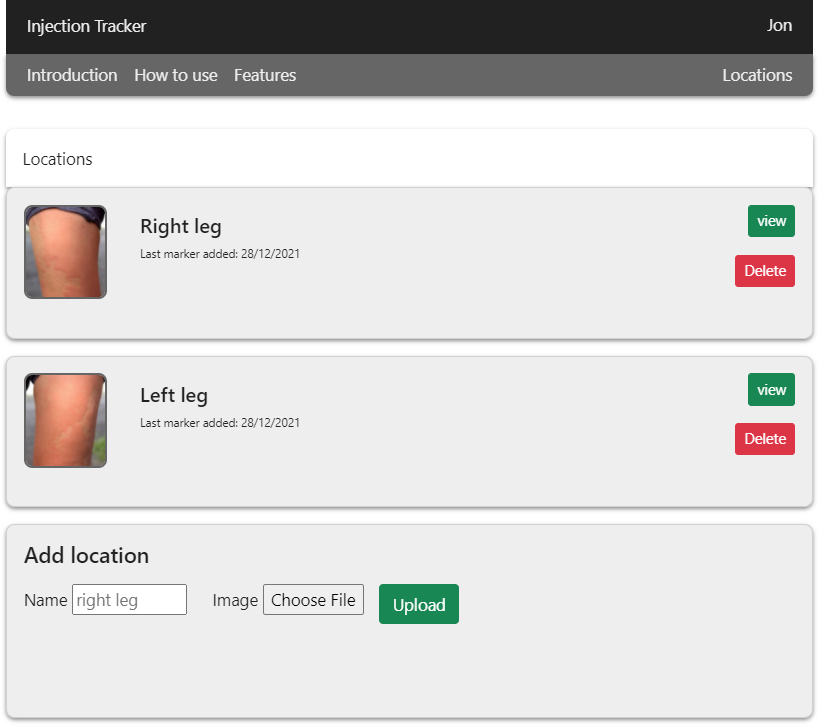 Injection Tracker Jon
Introduction How to use Features Locations
Locations
Right leg view
Last marker added: 28/12/2021
Delete
Left leg view
Last marker added: 28/12/2021
Delete
Add location
Name right leg Image Choose File Upload